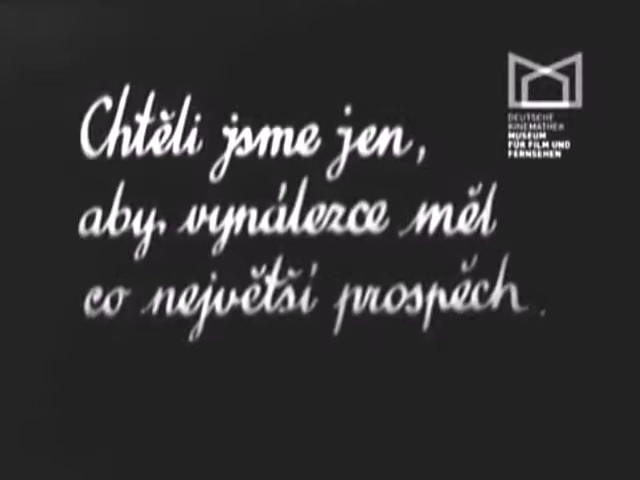 Chtěli jsme jen,
aby, vynálezce měl
co největší prospěch.
DEUTSCHE
KINEMATHEK
MUSEUM
FÜR FILM UND
FERNSEHEN